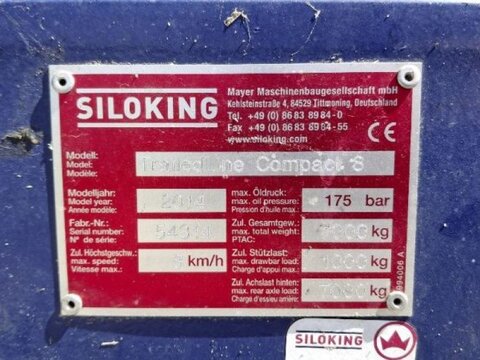 SILOKING
Mayer Maschinenbaugesellschaft mbH
Kehlsteinstraße 4, 84529 Tittmoning, Deutschland
Tel. +49 (0) 86 83 89 84-0
Fax +49 (0) 86 83 89 84-55
www.siloking.com
CE
Modell:
Model:
Modèle:
Compact 8
Modelljahr:
Model year:
Année modèle:
2014
max. Öldruck:
max. oil pressure:
Pression d'huile max.:
175 bar
Fabr.-Nr.:
Serial number:
N° de série:
Zul. Gesamtgew.:
max. total weight:
PTAC:
kg
Zul. Höchstgeschw.:
max. speed:
Vitesse max.:
km/h
Zul. Stützlast:
max. drawbar load:
Charge d'appui max.:
1000 kg
Zul. Achslast hinten:
max. rear axle load:
Charge d'essieu arrière:
kg
994006 A
SILOKING